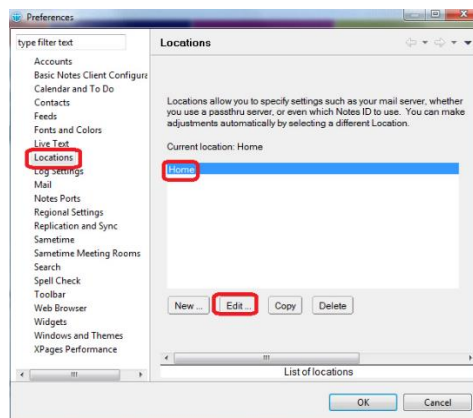 Preferences
type filter text
Accounts
Basic Notes Client Configura
Calendar and To Do
Contacts
Feeds
Fonts and Colors
Live Text
Locations
Log Settings
Mail
Notes Ports
Regional Settings
Replication and Sync
Sametime
Sametime Meeting Rooms
Search
Spell Check
Toolbar
Web Browser
Widgets
Windows and Themes
XPages Performance
Locations
Locations allow you to specify settings such as your mail server, whether
you use a passthru server, or even which Notes ID to use. You can make
adjustments automatically by selecting a different Location.
Current location: Home
Home
New ... Edit ... Copy Delete
List of locations
OK Cancel